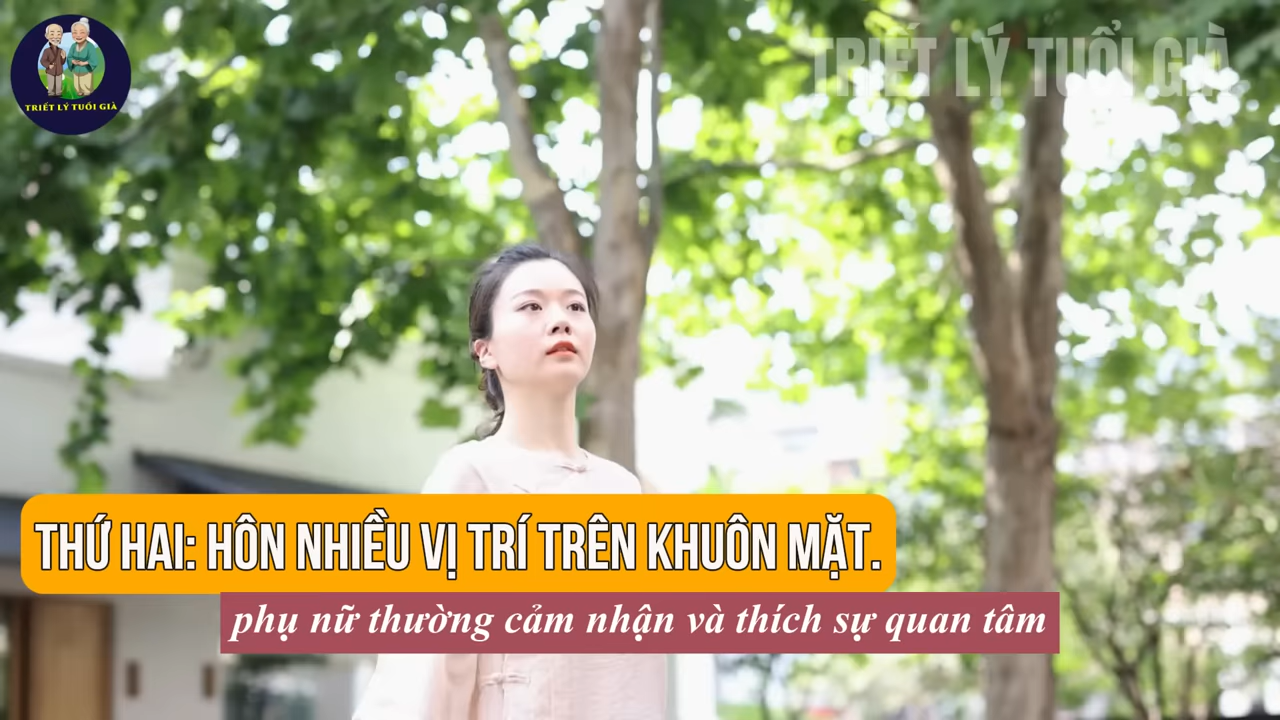 TRIẾT LÝ TUỔI GIÀ
TRIẾT LÝ TUỔI GIÀ
THỨ HAI: HÔN NHIỀU VỊ TRÍ TRÊN KHUÔN MẶT.
phụ nữ thường cảm nhận và thích sự quan tâm